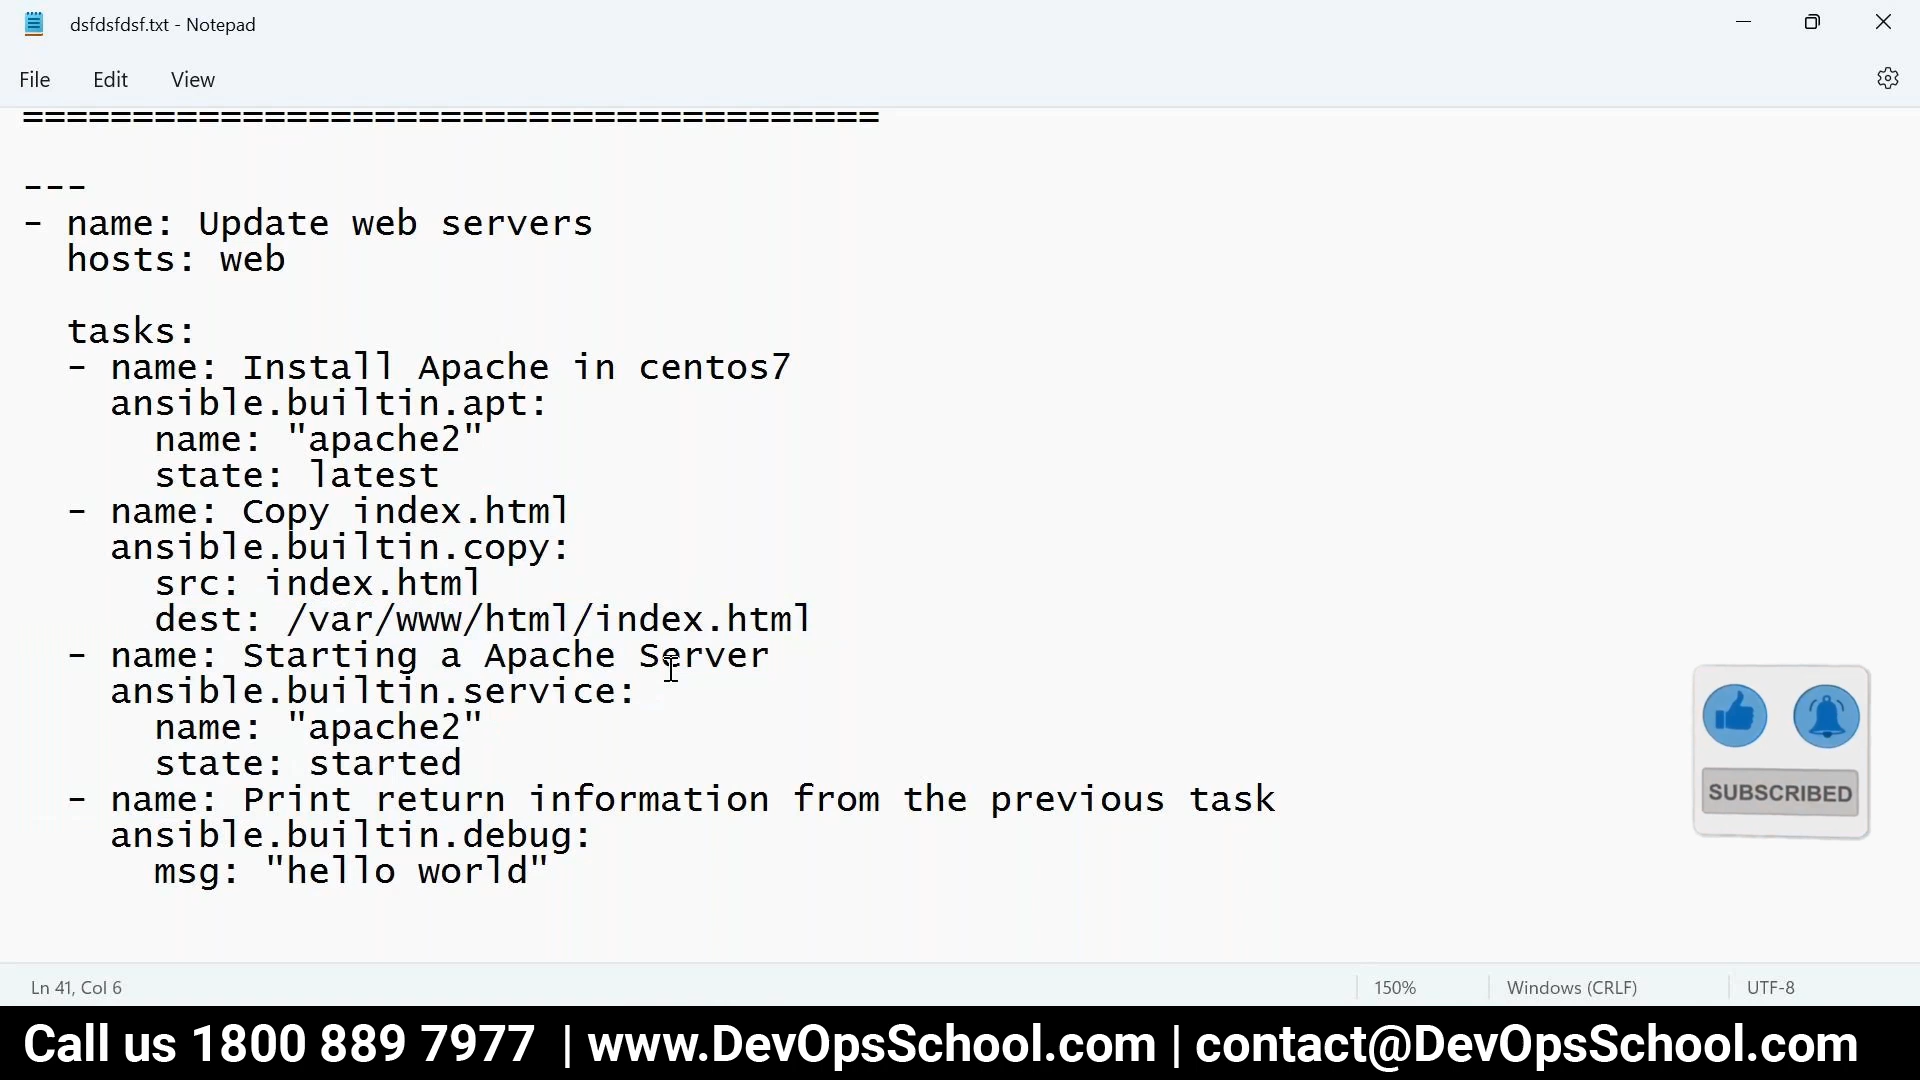 dsfdsfdsf.txt - Notepad
File Edit View
=======================================
---
- name: Update web servers
  hosts: web

  tasks:
  - name: Install Apache in centos7
    ansible.builtin.apt:
      name: "apache2"
      state: latest
  - name: Copy index.html
    ansible.builtin.copy:
      src: index.html
      dest: /var/www/html/index.html
  - name: Starting a Apache Server
    ansible.builtin.service:
      name: "apache2"
      state: started
  - name: Print return information from the previous task
    ansible.builtin.debug:
      msg: "hello world"
SUBSCRIBED
Ln 41, Col 6 150% Windows (CRLF) UTF-8
Call us 1800 889 7977 | www.DevOpsSchool.com | contact@DevOpsSchool.com